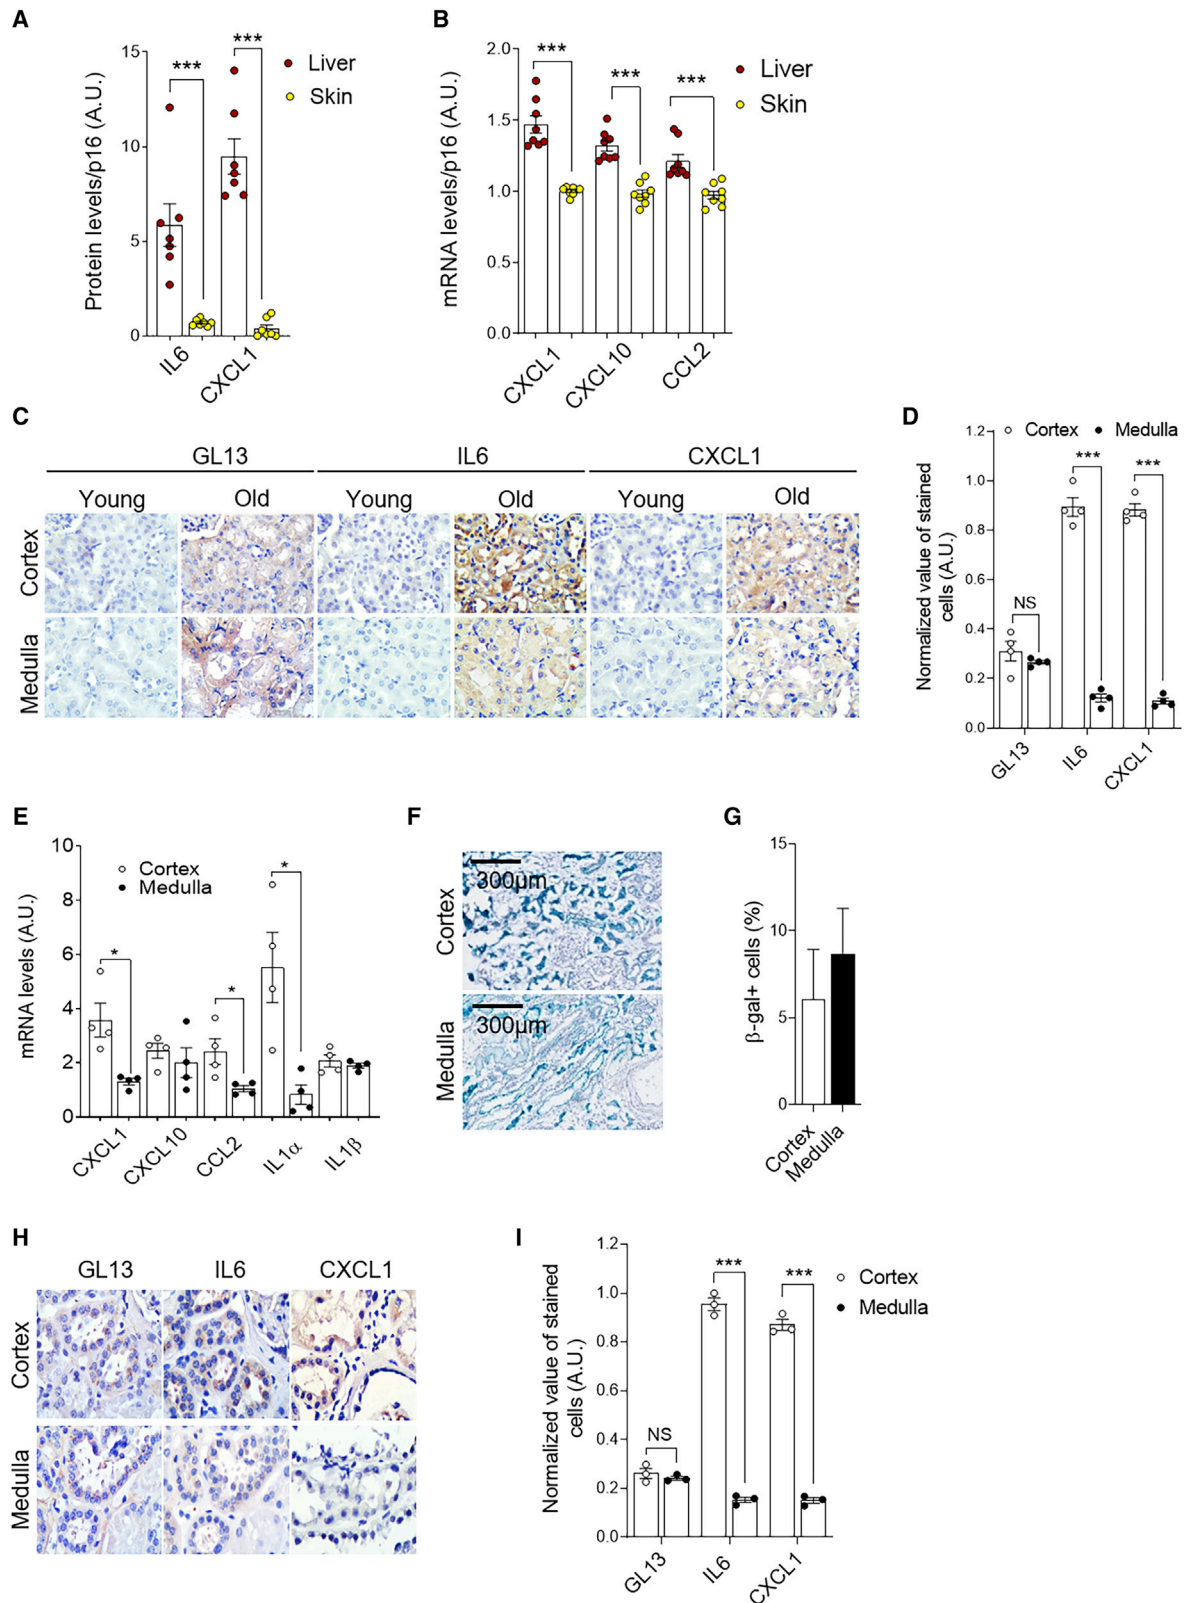 A
Protein levels/p16 (A.U.)
15
10
5
0
***
***
Liver
Skin
IL6
CXCL1
B
mRNA levels/p16 (A.U.)
2.0
1.5
1.0
0.5
0.0
***
***
***
Liver
Skin
CXCL1
CXCL10
CCL2
C
GL13 IL6 CXCL1
Young Old Young Old Young Old
Cortex
Medulla
D
Normalized value of stained
cells (A.U.)
1.2
1.0
0.8
0.6
0.4
0.2
0.0
Cortex Medulla
***
***
NS
GL13
IL6
CXCL1
E
mRNA levels (A.U.)
10
8
6
4
2
0
Cortex
Medulla
*
*
*
CXCL1
CXCL10
CCL2
IL1α
IL1β
F
Cortex
300µm
Medulla
300µm
G
β-gal+ cells (%)
15
10
5
0
Cortex
Medulla
H
GL13 IL6 CXCL1
Cortex
Medulla
I
Normalized value of stained
cells (A.U.)
1.2
1.0
0.8
0.6
0.4
0.2
0.0
***
***
NS
Cortex
Medulla
GL13
IL6
CXCL1